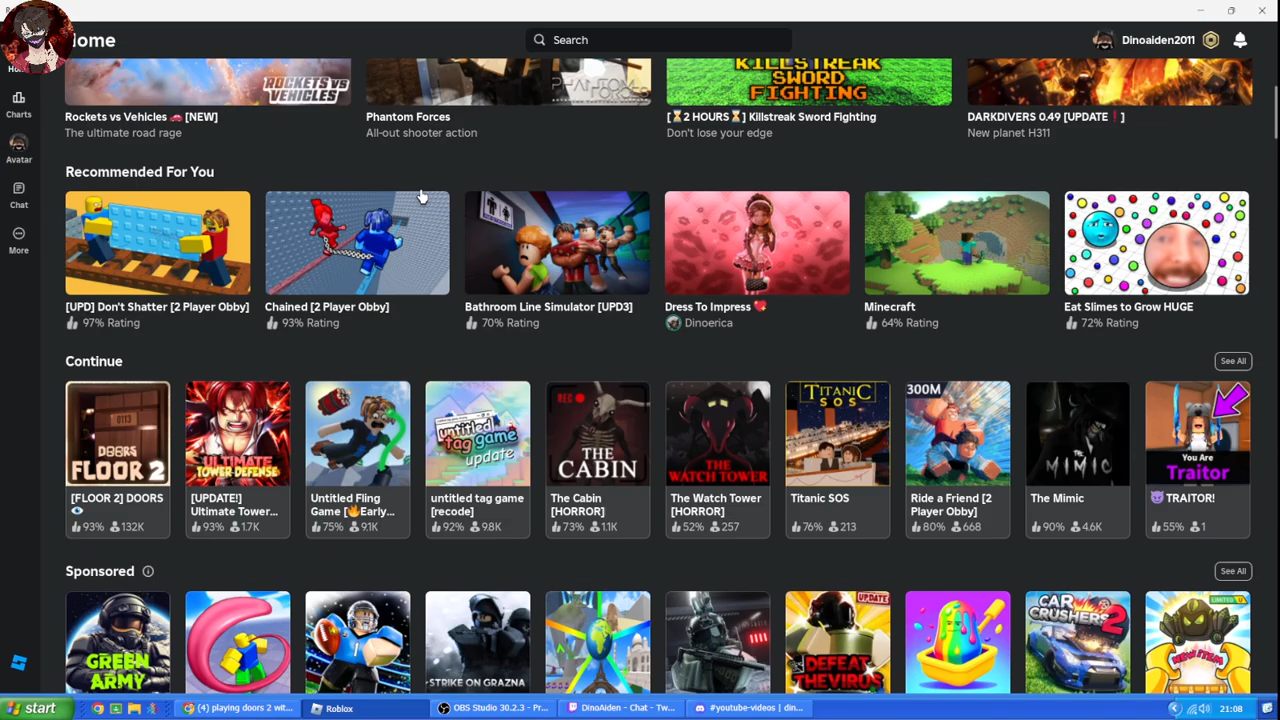 Home
Search
Dinoaiden2011
ROCKETS VS
VEHICLES
PHANTOM
FORCES
KILLSTREAK
SWORD
FIGHTING
Rockets vs Vehicles 🚗 [NEW]
Phantom Forces
[⏳2 HOURS⏳] Killstreak Sword Fighting
DARKDIVERS 0.49 [UPDATE❗]
The ultimate road rage
All-out shooter action
Don't lose your edge
New planet H311
Charts
Avatar
Chat
More
Recommended For You
[UPD] Don't Shatter [2 Player Obby]
Chained [2 Player Obby]
Bathroom Line Simulator [UPD3]
Dress To Impress 💘
Minecraft
Eat Slimes to Grow HUGE
97% Rating
93% Rating
70% Rating
Dinoerica
64% Rating
72% Rating
Continue
See All
0113
DOORS
FLOOR 2
ULTIMATE
TOWER DEFENSE
untitled
tag game
update
REC
THE
CABIN
THE
WATCH TOWER
TITANIC
SOS
300M
THE
MIMIC
You Are
Traitor
[FLOOR 2] DOORS
👁️
[UPDATE!]
Ultimate Tower...
Untitled Fling
Game [🔥Early...
untitled tag game
[recode]
The Cabin
[HORROR]
The Watch Tower
[HORROR]
Titanic SOS
Ride a Friend [2
Player Obby]
The Mimic
😈 TRAITOR!
93% 132K
93% 1.7K
75% 91K
92% 9.8K
73% 1.1K
52% 257
76% 213
80% 668
90% 4.6K
55% 1
Sponsored
See All
GREEN
ARMY
STRIKE ON GRAZNA
UPDATE
DEFEAT
THE VIRUS
CAR
CRUSHERS 2
LIMITED U
NEW ITEM
start
(4) playing doors 2 wit...
Roblox
OBS Studio 30.2.3 - Pr...
DinoAiden - Chat - Tw...
#youtube-videos | din...
21:08